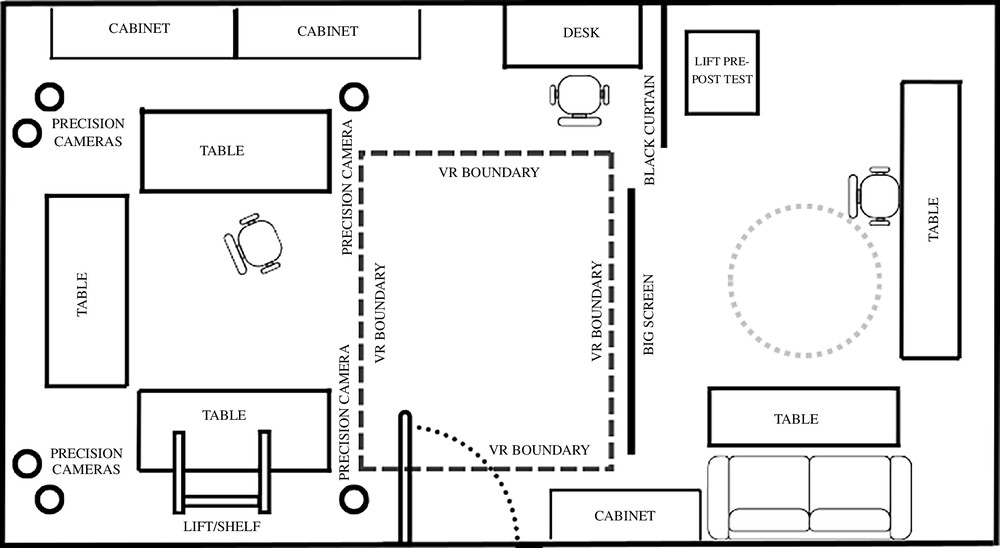 CABINET
CABINET
DESK
LIFT PRE-
POST TEST
BLACK CURTAIN
PRECISION
CAMERAS
TABLE
PRECISION CAMERA
VR BOUNDARY
TABLE
TABLE
VR BOUNDARY
VR BOUNDARY
BIG SCREEN
PRECISION CAMERA
TABLE
TABLE
VR BOUNDARY
PRECISION
CAMERAS
LIFT/SHELF
CABINET